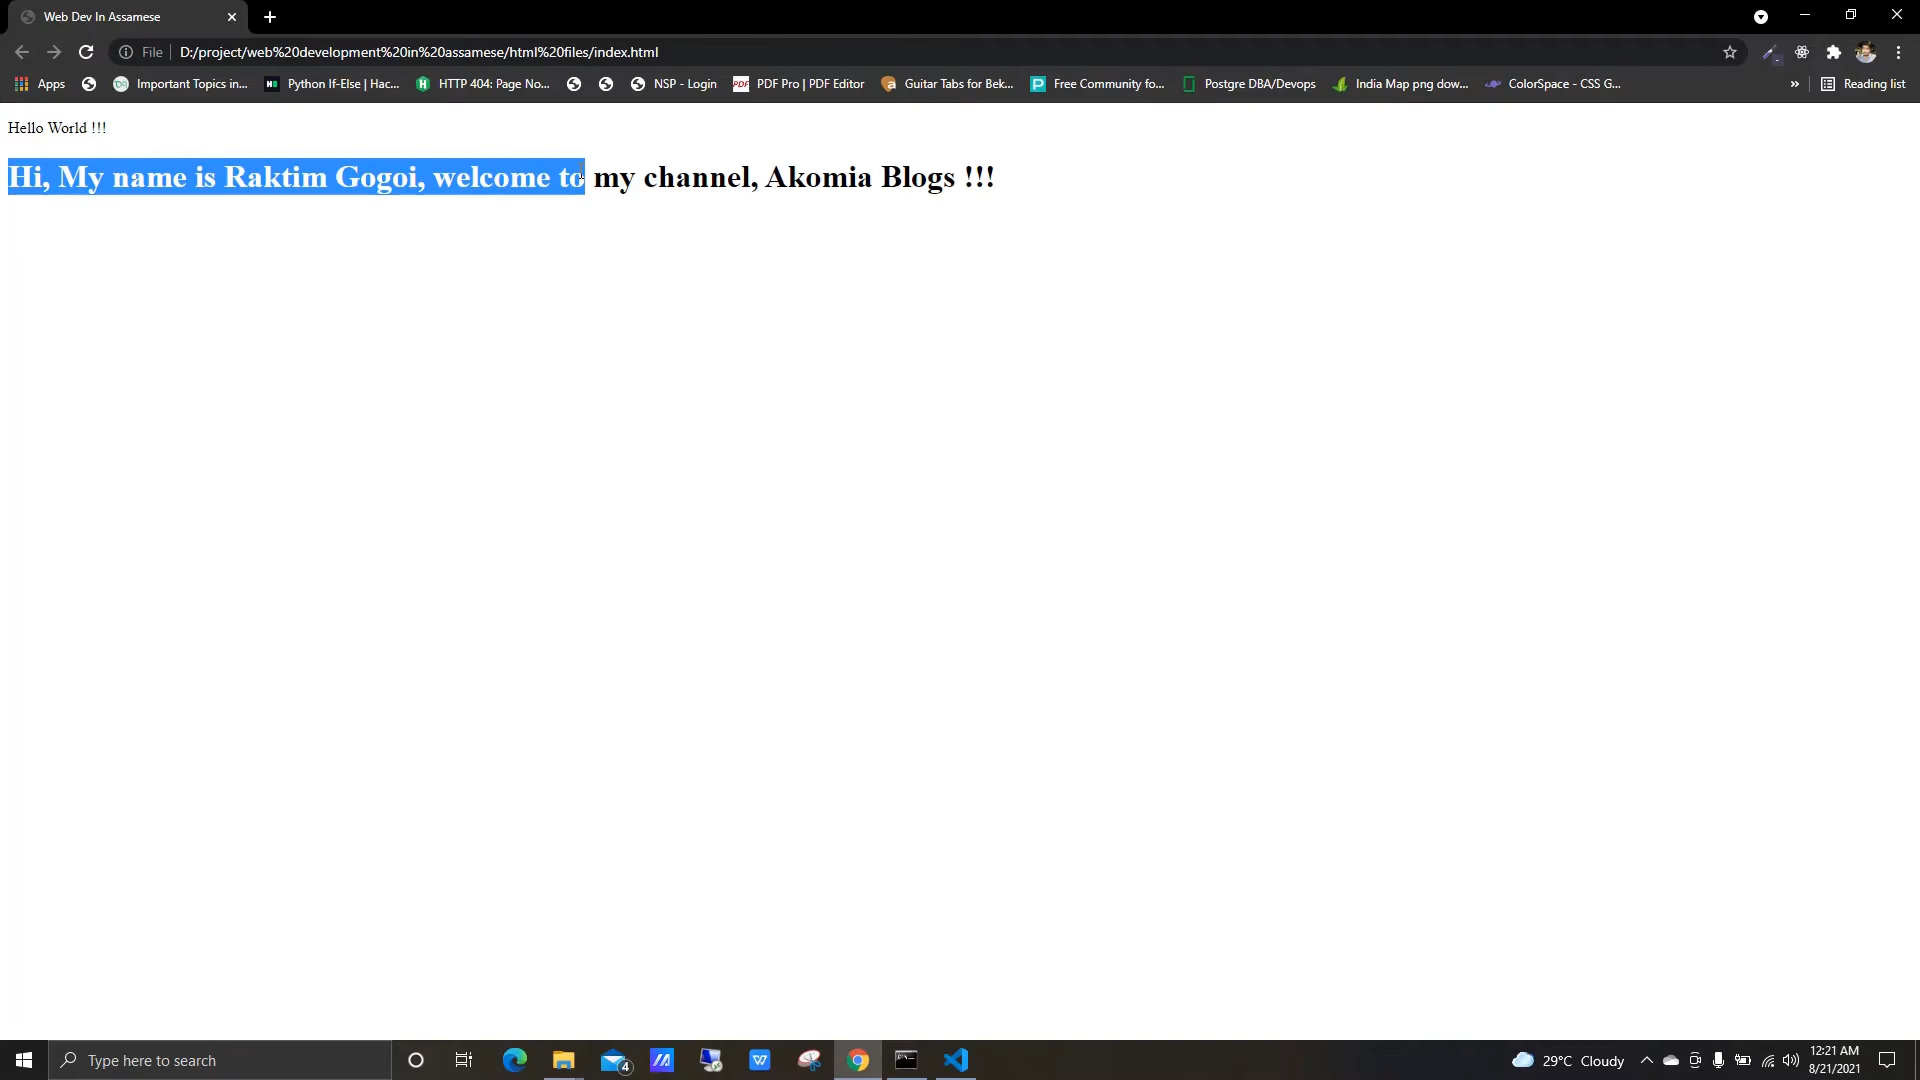 Web Dev In Assamese
File
D:/project/web%20development%20in%20assamese/html%20files/index.html
Apps
Important Topics in...
Python If-Else | Hac...
HTTP 404: Page No...
NSP - Login
PDF Pro | PDF Editor
Guitar Tabs for Bek...
Free Community fo...
Postgre DBA/Devops
India Map png dow...
ColorSpace - CSS G...
»
Reading list
Hello World !!!
Hi, My name is Raktim Gogoi, welcome to my channel, Akomia Blogs !!!
Type here to search
4
29°C Cloudy
12:21 AM
8/21/2021